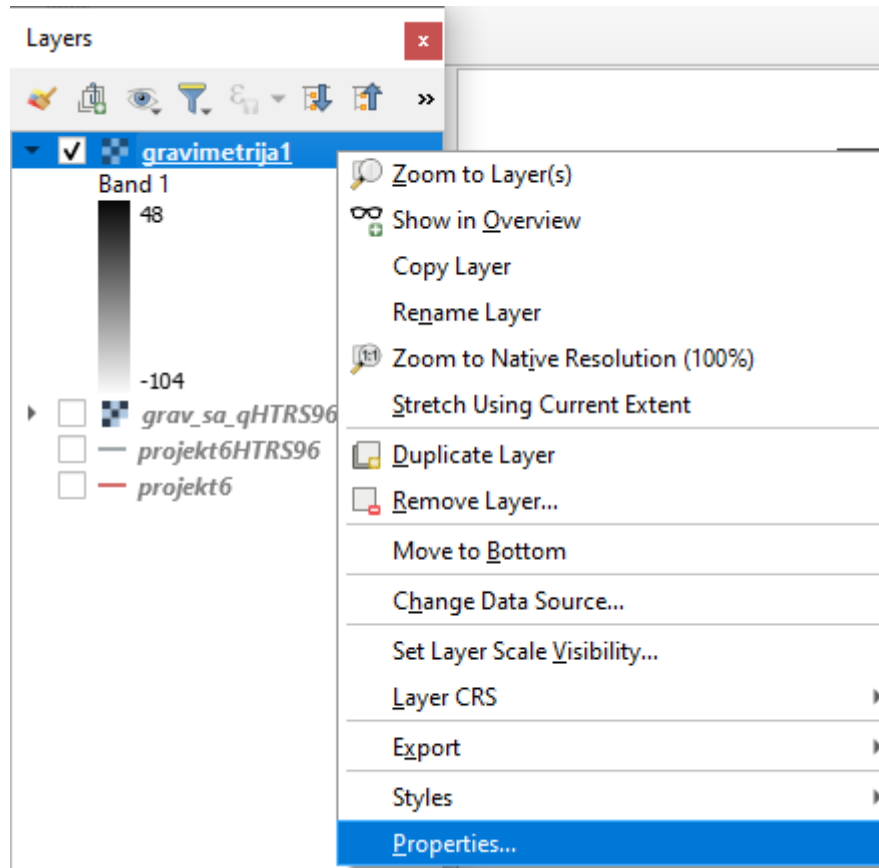 Layers
x
»
gravimetrija1
Band 1
48
-104
grav_sa_qHTRS96
projekt6HTRS96
projekt6
Zoom to Layer(s)
Show in Overview
Copy Layer
Rename Layer
1:1
Zoom to Native Resolution (100%)
Stretch Using Current Extent
Duplicate Layer
Remove Layer...
Move to Bottom
Change Data Source...
Set Layer Scale Visibility...
Layer CRS
Export
Styles
Properties...